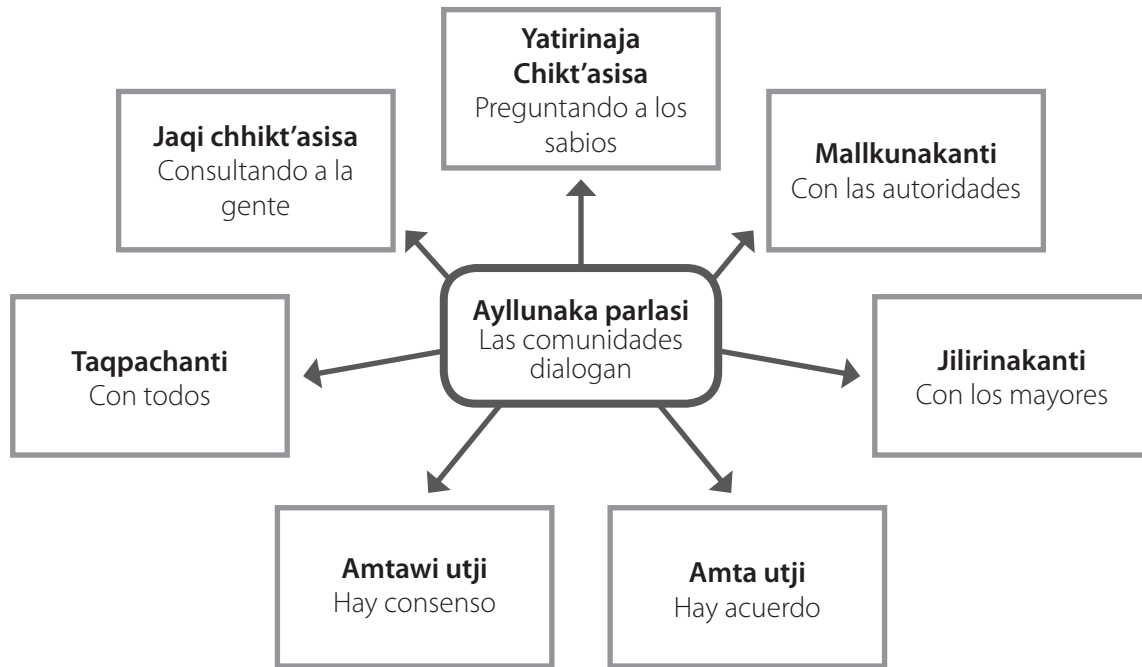 Yatirinaja
Chikt’asisa
Preguntando a los
sabios
Jaqi chhikt’asisa
Consultando a la
gente
Mallkunakanti
Con las autoridades
Ayllunaka parlasi
Las comunidades
dialogan
Taqpachanti
Con todos
Jilirinakanti
Con los mayores
Amtawi utji
Hay consenso
Amta utji
Hay acuerdo